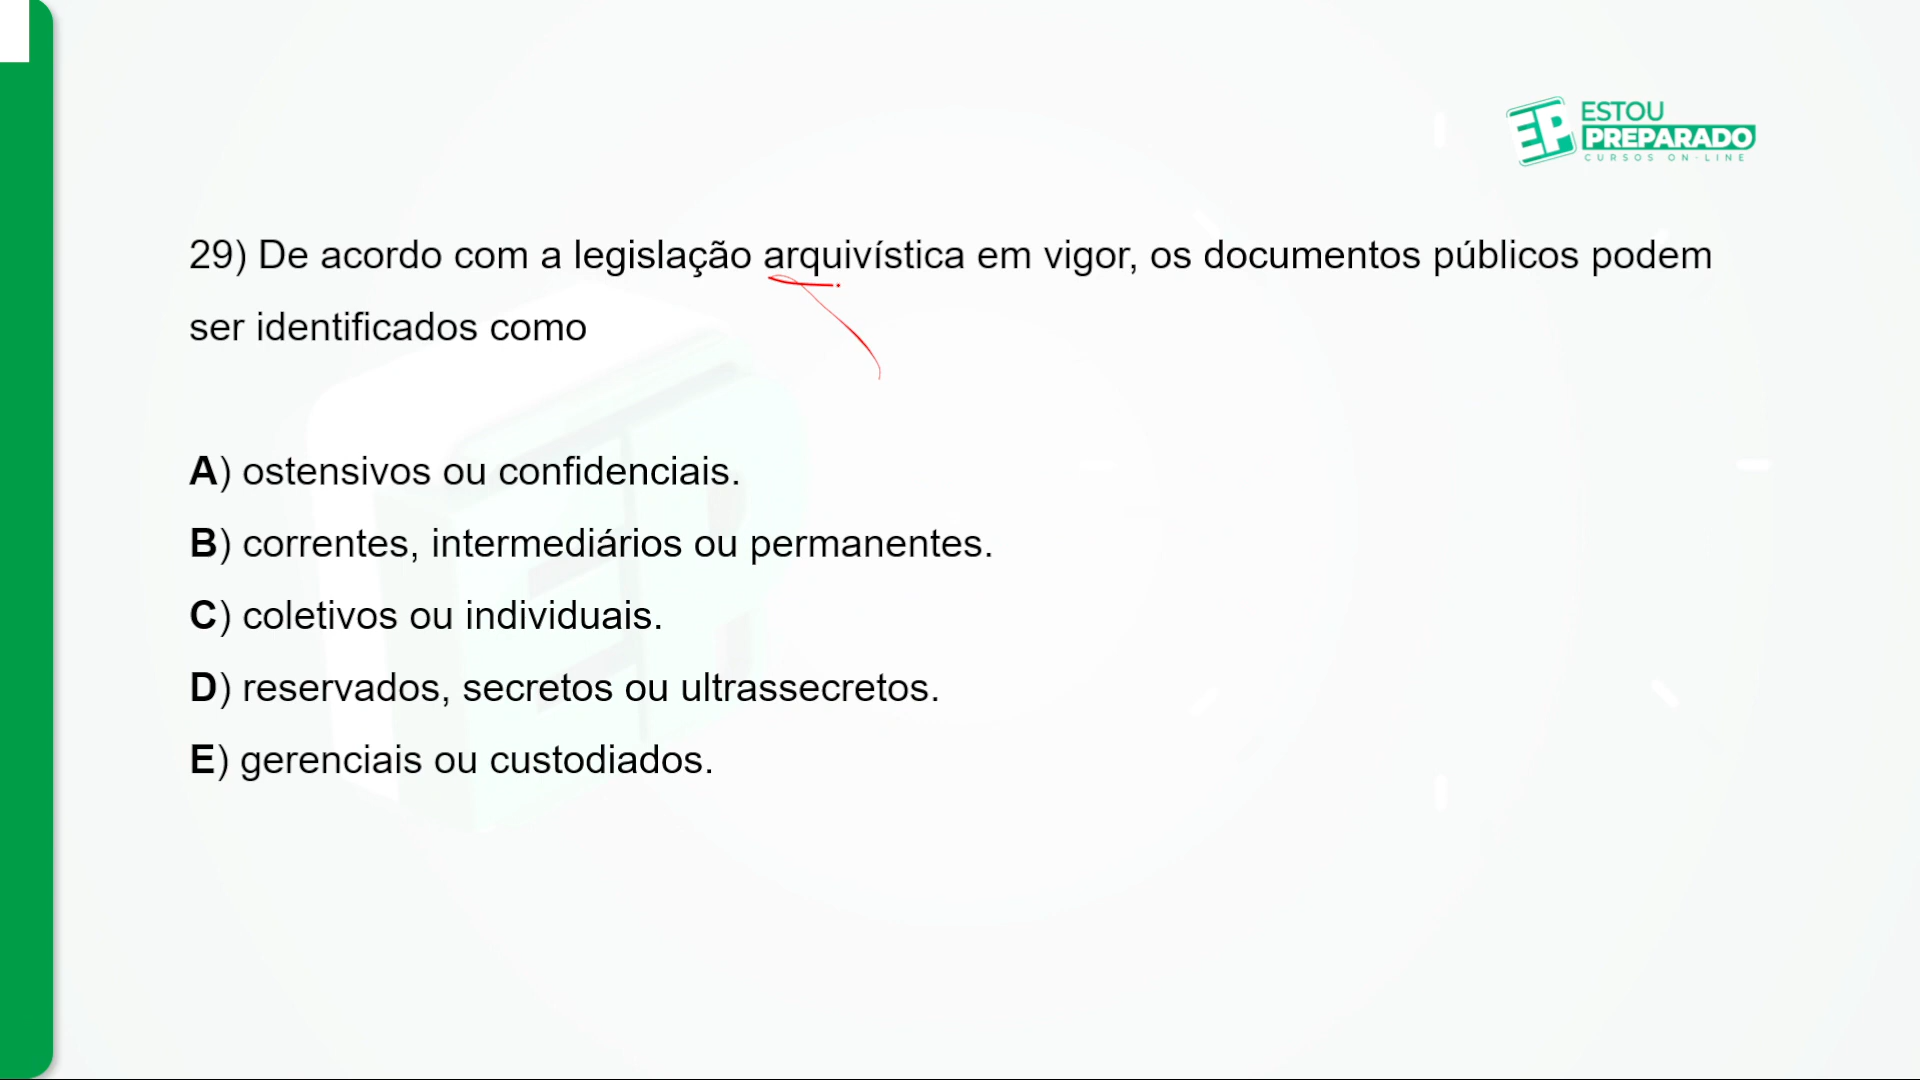 ESTOU
PREPARADO
CURSOS ON-LINE
29) De acordo com a legislação arquivística em vigor, os documentos públicos podem
ser identificados como
A) ostensivos ou confidenciais.
B) correntes, intermediários ou permanentes.
C) coletivos ou individuais.
D) reservados, secretos ou ultrassecretos.
E) gerenciais ou custodiados.